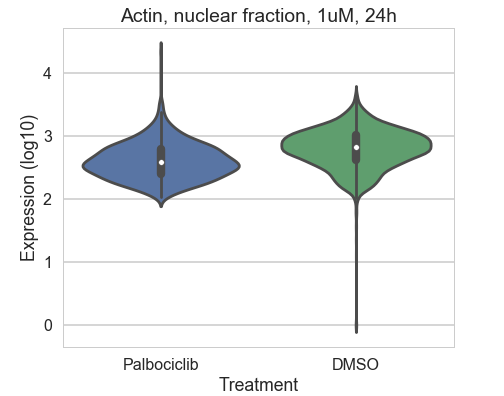 Actin, nuclear fraction, 1uM, 24h
Expression (log10)
4
3
2
1
0
Palbociclib DMSO
Treatment